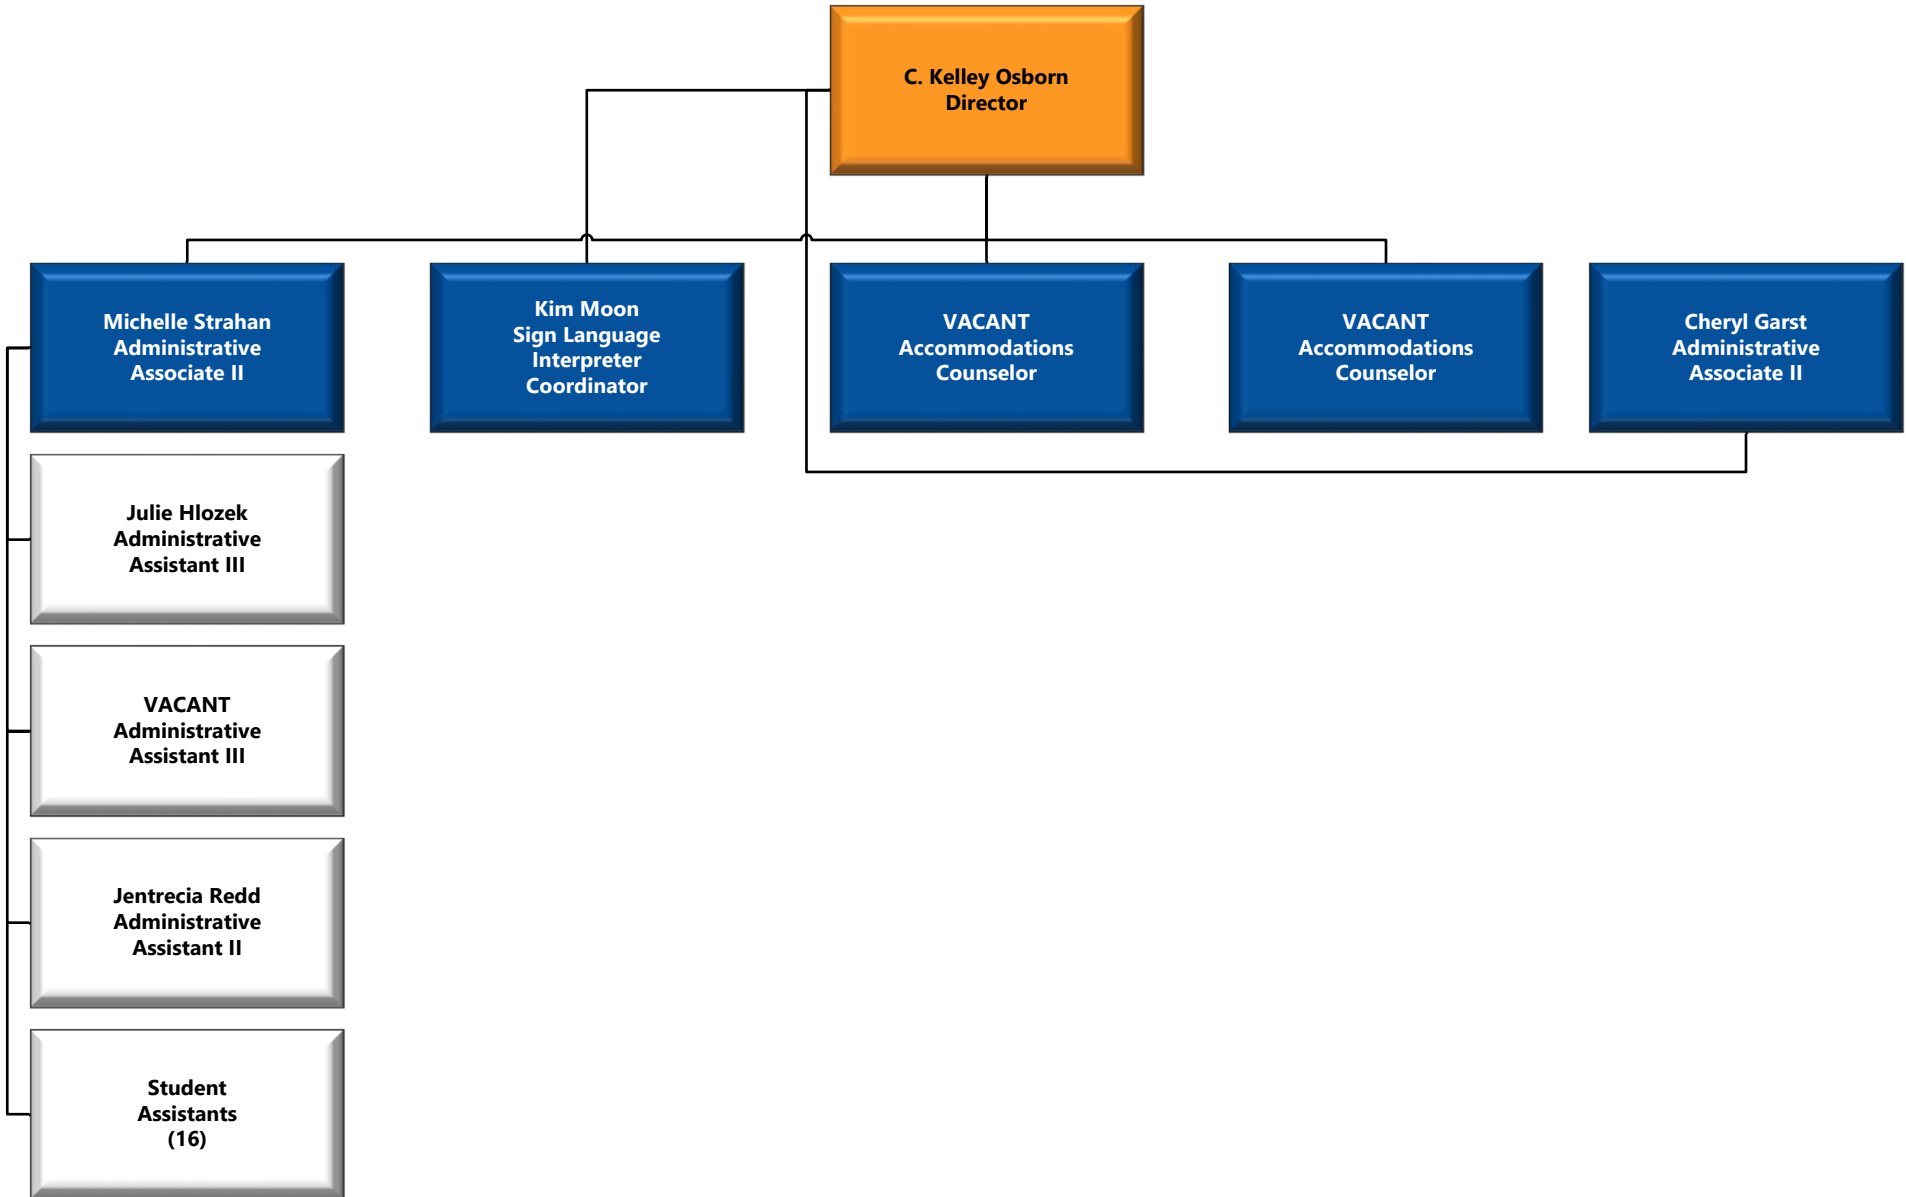 C. Kelley Osborn
Director
Michelle Strahan
Administrative
Associate II
Kim Moon
Sign Language
Interpreter
Coordinator
VACANT
Accommodations
Counselor
VACANT
Accommodations
Counselor
Cheryl Garst
Administrative
Associate II
Julie Hlozek
Administrative
Assistant III
VACANT
Administrative
Assistant III
Jentrecia Redd
Administrative
Assistant II
Student
Assistants
(16)